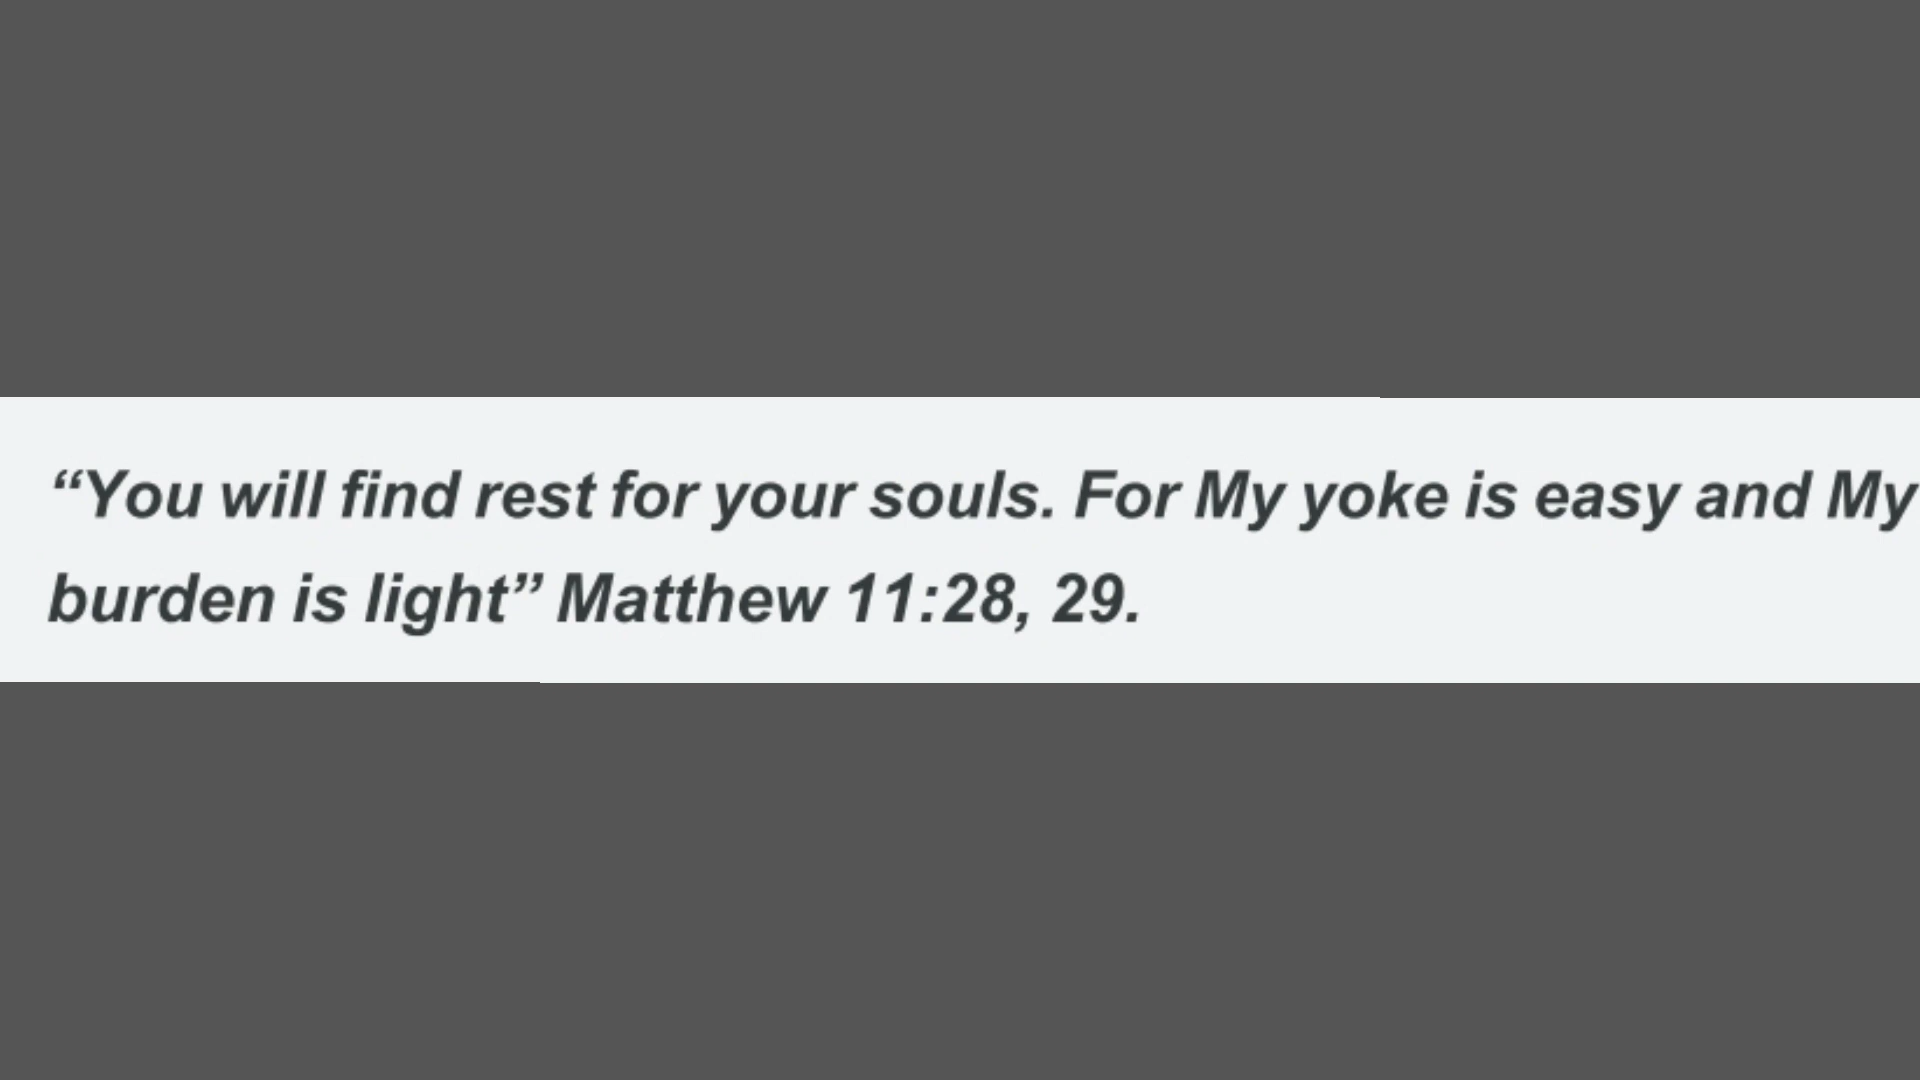 “You will find rest for your souls. For My yoke is easy and My
burden is light” Matthew 11:28, 29.